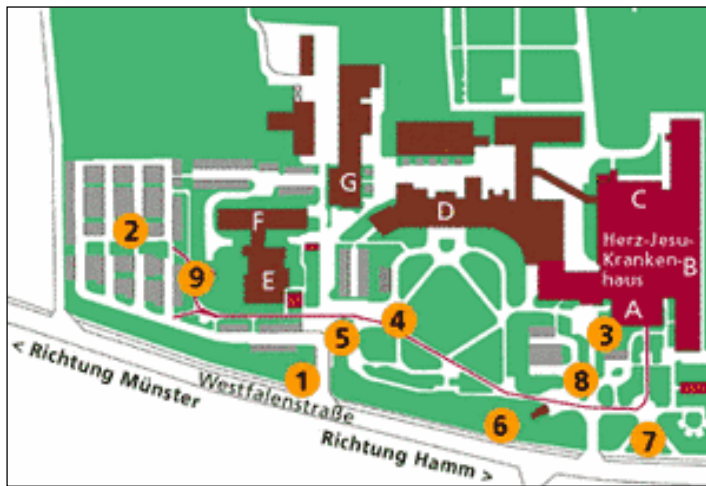 G
C
D
F
Herz-Jesu-
Kranken-
haus
B
2
E
9
A
4
5
3
1
8
< Richtung Münster
Westfalenstraße
6
7
Richtung Hamm >